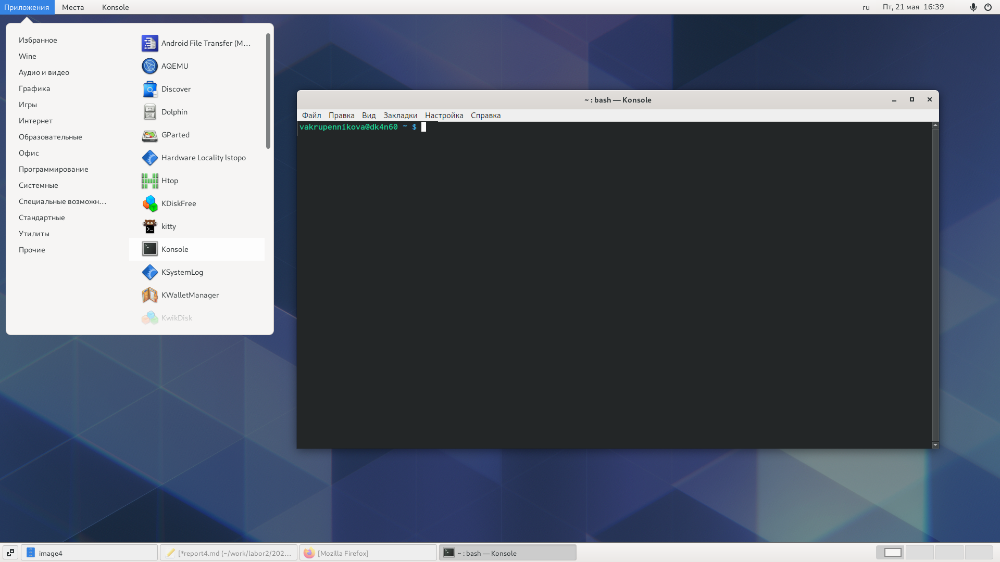 Приложения Места Konsole ru Пт, 21 мая 16:39
Избранное
Wine
Аудио и видео
Графика
Игры
Интернет
Образовательные
Офис
Программирование
Системные
Специальные возможн...
Стандартные
Утилиты
Прочие
Android File Transfer (M...
AQEMU
Discover
Dolphin
GParted
Hardware Locality lstopo
Htop
KDiskFree
kitty
Konsole
KSystemLog
KWalletManager
KwikDisk
~ : bash — Konsole
Файл Правка Вид Закладки Настройка Справка
vakrupennikova@dk4n60 ~ $
image4 [*report4.md (~/work/labor2/202... [Mozilla Firefox] ~ : bash — Konsole